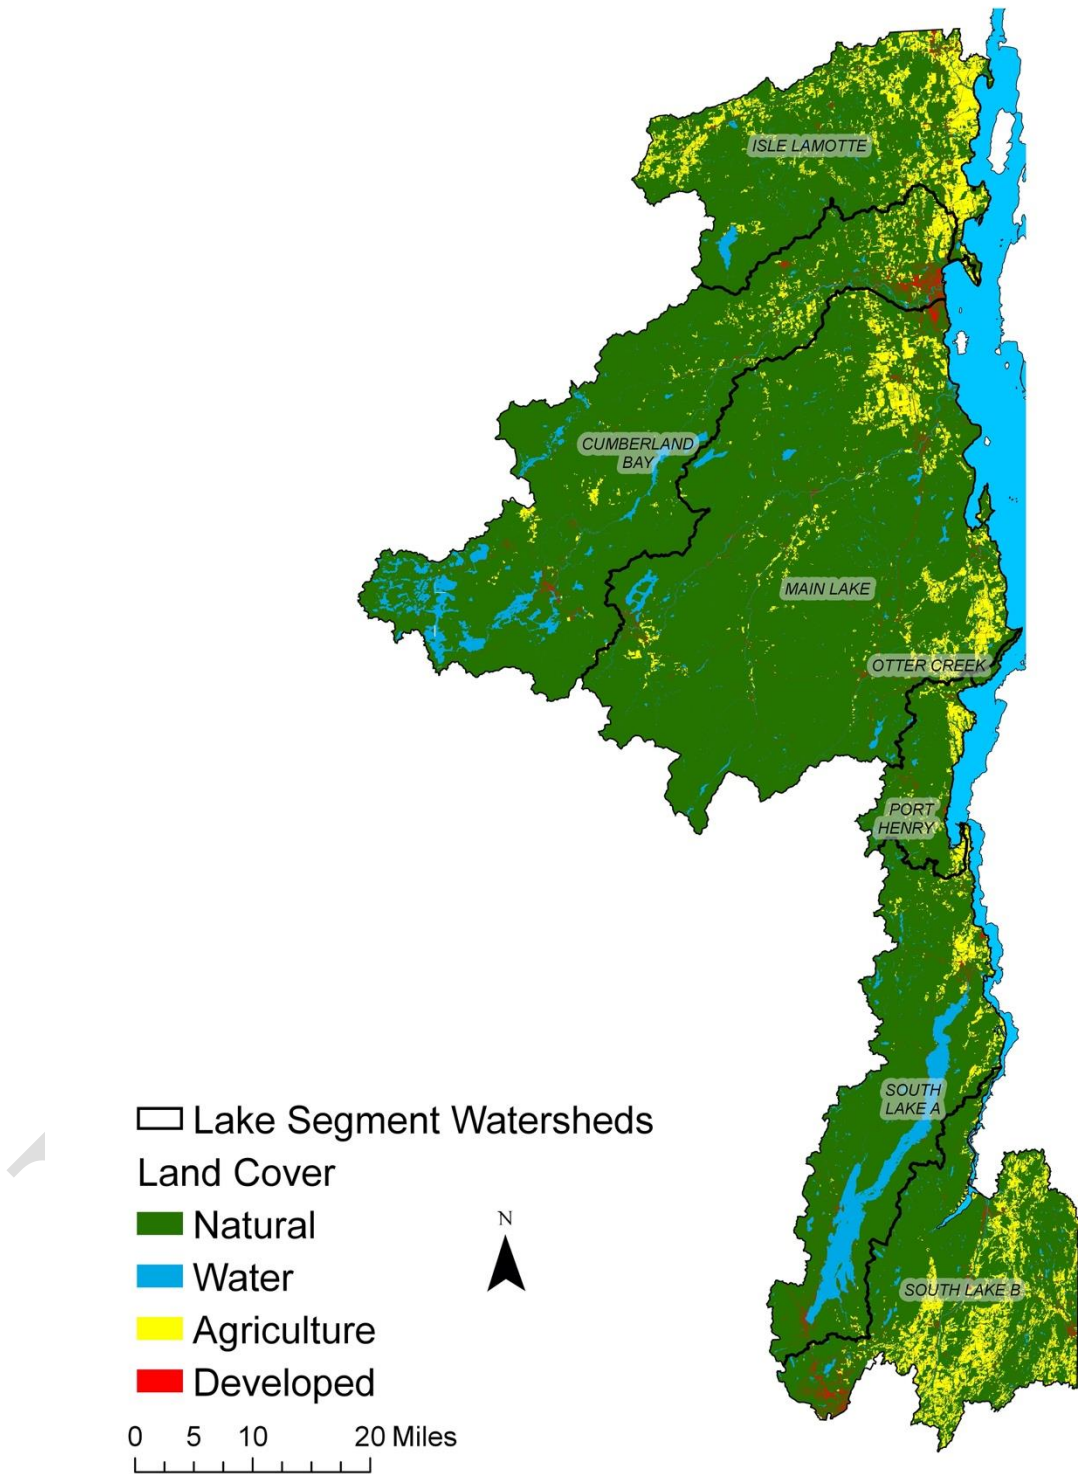 ISLE LAMOTTE
CUMBERLAND
BAY
MAIN LAKE
OTTER CREEK
PORT
HENRY
SOUTH
LAKE A
SOUTH LAKE B
Lake Segment Watersheds
Land Cover
Natural
Water
Agriculture
Developed
N
0 5 10 20 Miles